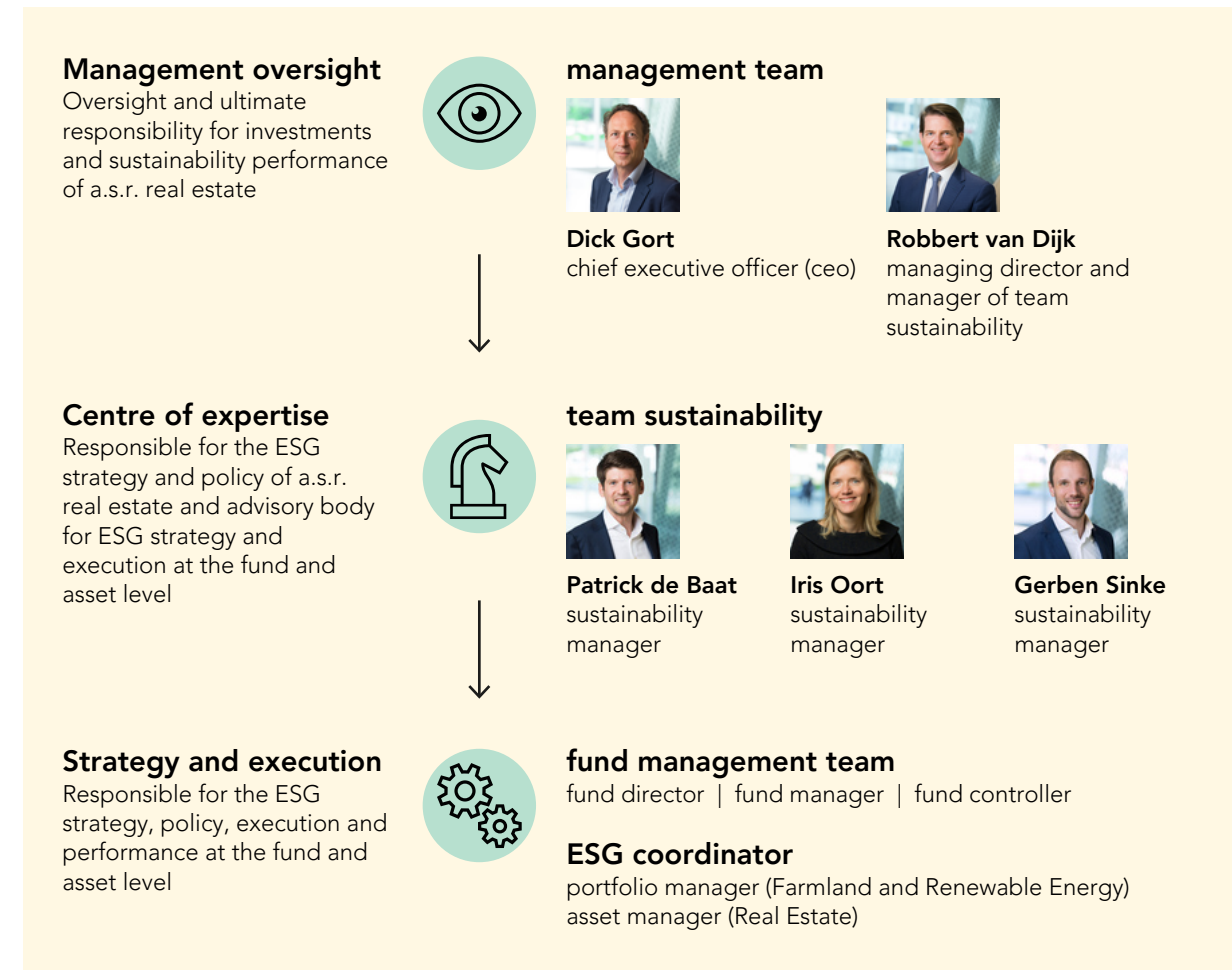 Management oversight
Oversight and ultimate
responsibility for investments
and sustainability performance
of a.s.r. real estate
management team
Dick Gort
chief executive officer (ceo)
Robbert van Dijk
managing director and
manager of team
sustainability
Centre of expertise
Responsible for the ESG
strategy and policy of a.s.r.
real estate and advisory body
for ESG strategy and
execution at the fund and
asset level
team sustainability
Patrick de Baat
sustainability
manager
Iris Oort
sustainability
manager
Gerben Sinke
sustainability
manager
Strategy and execution
Responsible for the ESG
strategy, policy, execution and
performance at the fund and
asset level
fund management team
fund director | fund manager | fund controller
ESG coordinator
portfolio manager (Farmland and Renewable Energy)
asset manager (Real Estate)